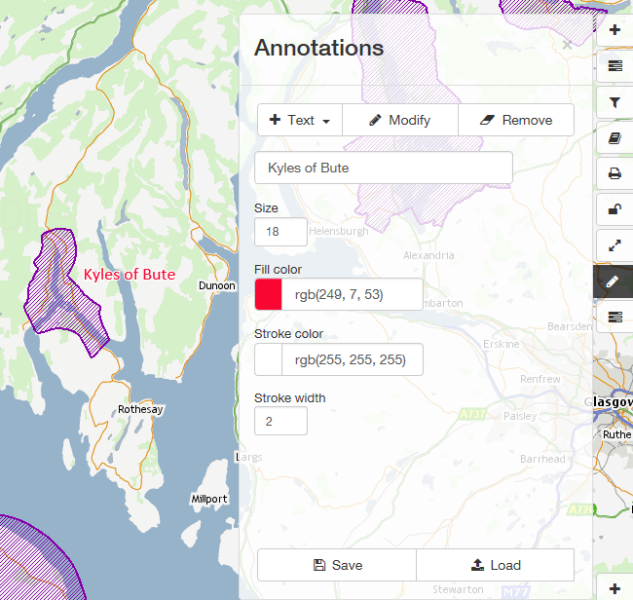 Annotations
×
Text
Modify
Remove
Kyles of Bute
Size
18
Helensburgh
Alexandria
Fill color
rgb(249, 7, 53)
Kyles of Bute
Dunoon
mbarton
Bearsden
Stroke color
rgb(255, 255, 255)
Erskine
Renfrew
Stroke width
2
Rothesay
A737
Paisley
Glasgow
Ruthe
Largs
Barrhead
Millport
Save
Load
Stewarton
M77